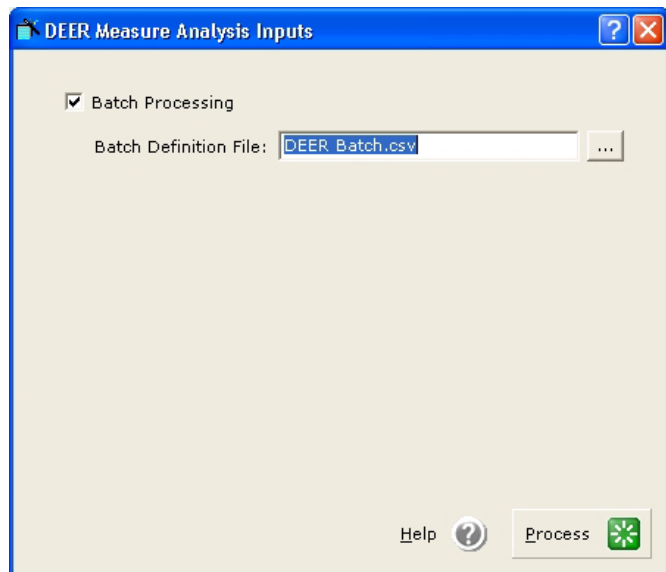 DEER Measure Analysis Inputs
Batch Processing
Batch Definition File: DEER Batch.csv ...
Help Process